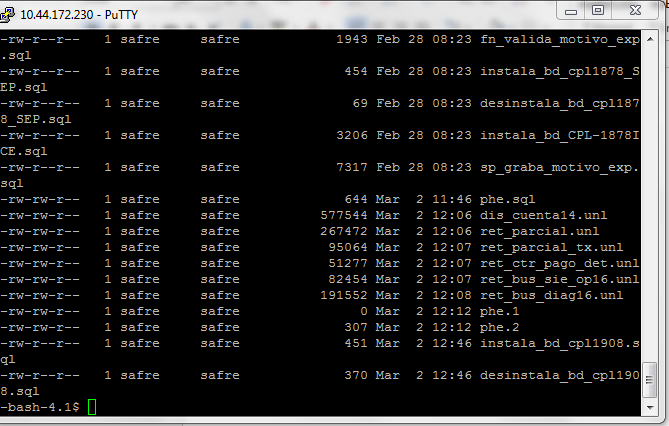 10.44.172.230 - PuTTY
-rw-r--r--   1 safre     safre            1943 Feb 28 08:23 fn_valida_motivo_exp
.sql
-rw-r--r--   1 safre     safre             454 Feb 28 08:23 instala_bd_cpl1878_S
EP.sql
-rw-r--r--   1 safre     safre              69 Feb 28 08:23 desinstala_bd_cpl187
8_SEP.sql
-rw-r--r--   1 safre     safre            3206 Feb 28 08:23 instala_bd_CPL-1878I
CE.sql
-rw-rw-r--   1 safre     safre            7317 Feb 28 08:23 sp_graba_motivo_exp.
sql
-rw-rw-r--   1 safre     safre             644 Mar  2 11:46 phe.sql
-rw-rw-r--   1 safre     safre          577544 Mar  2 12:06 dis_cuenta14.unl
-rw-rw-r--   1 safre     safre          267472 Mar  2 12:06 ret_parcial.unl
-rw-rw-r--   1 safre     safre           95064 Mar  2 12:07 ret_parcial_tx.unl
-rw-rw-r--   1 safre     safre           51277 Mar  2 12:07 ret_ctr_pago_det.unl
-rw-rw-r--   1 safre     safre           82454 Mar  2 12:07 ret_bus_sie_op16.unl
-rw-rw-r--   1 safre     safre          191552 Mar  2 12:08 ret_bus_diag16.unl
-rw-rw-r--   1 safre     safre               0 Mar  2 12:12 phe.1
-rw-rw-r--   1 safre     safre             307 Mar  2 12:12 phe.2
-rw-rw-r--   1 safre     safre             451 Mar  2 12:46 instala_bd_cpl1908.s
ql
-rw-rw-r--   1 safre     safre             370 Mar  2 12:46 desinstala_bd_cpl190
8.sql
-bash-4.1$